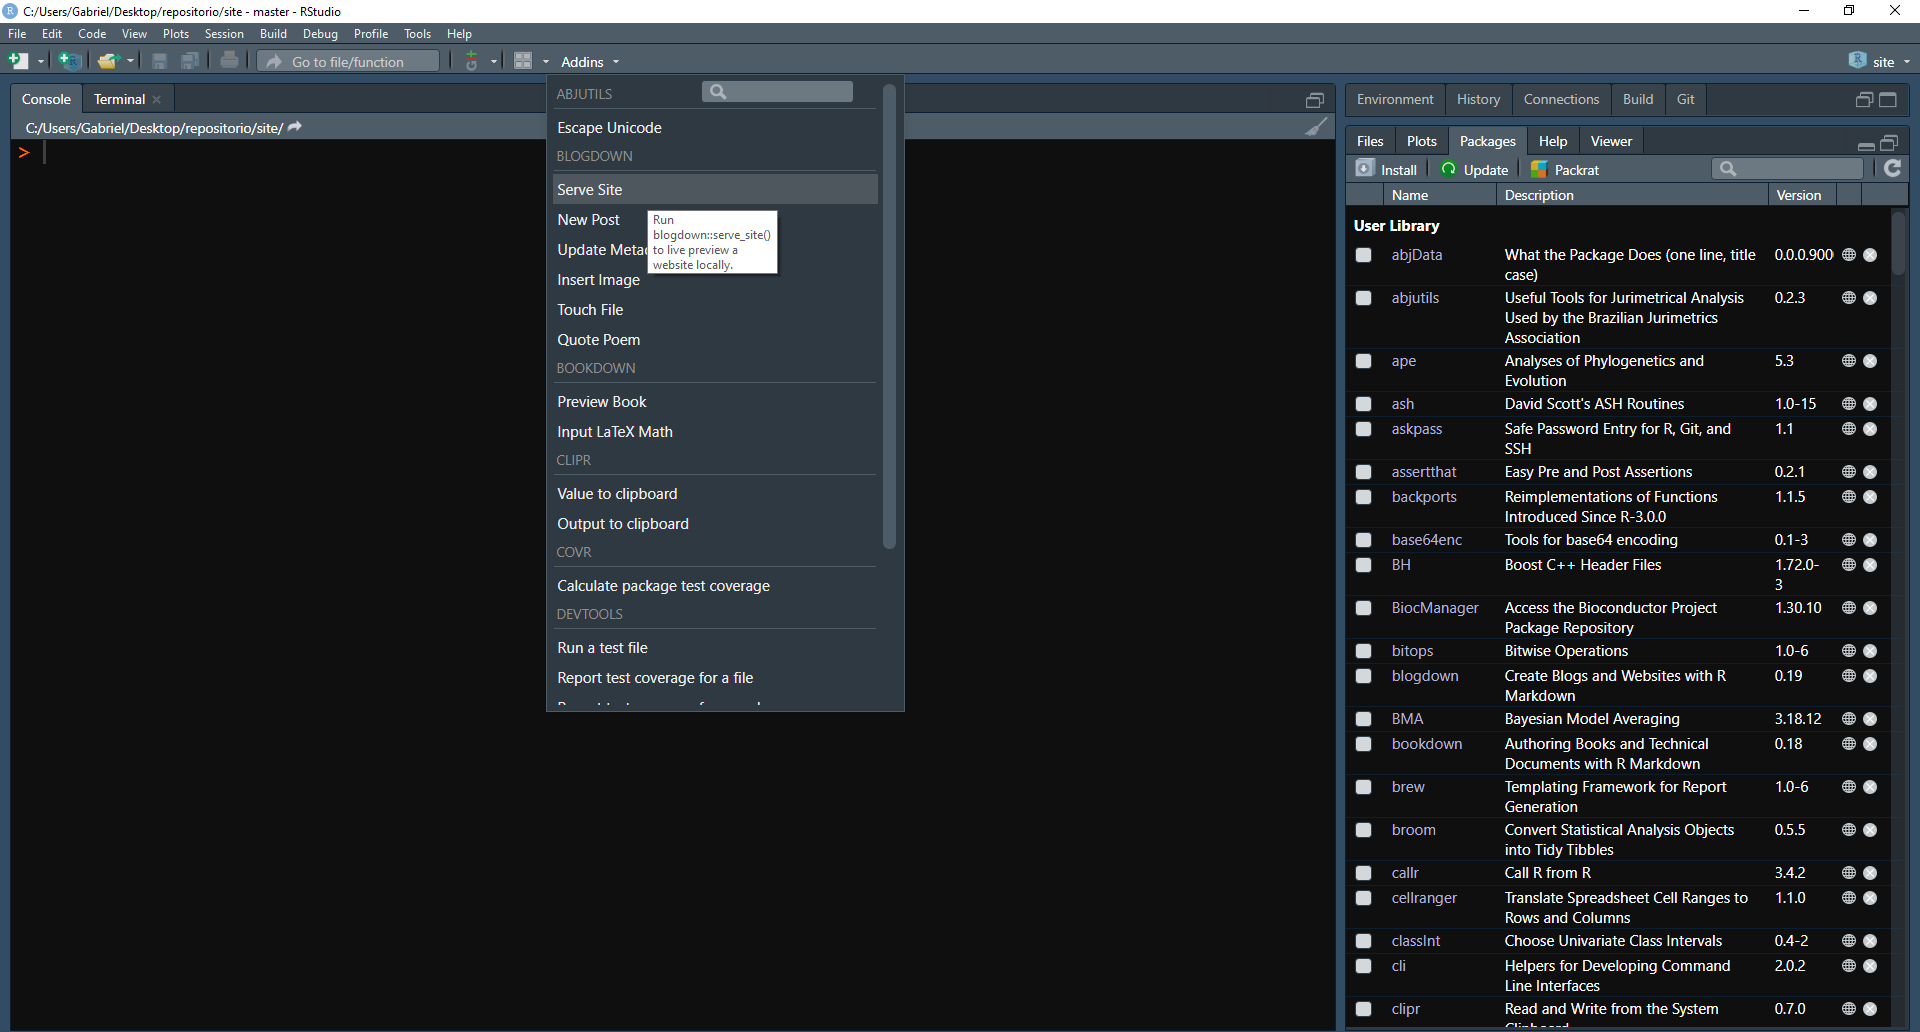 C:/Users/Gabriel/Desktop/repositorio/site - master - RStudio
File Edit Code View Plots Session Build Debug Profile Tools Help
Go to file/function
Addins
site
Console
Terminal
C:/Users/Gabriel/Desktop/repositorio/site/
>
ABJUTILS
Escape Unicode
BLOGDOWN
Serve Site
New Post
Update Meta
Insert Image
Touch File
Quote Poem
BOOKDOWN
Preview Book
Input LaTeX Math
CLIPR
Value to clipboard
Output to clipboard
COVR
Calculate package test coverage
DEVTOOLS
Run a test file
Report test coverage for a file
Run
blogdown::serve_site()
to live preview a
website locally.
Environment History Connections Build Git
Files Plots Packages Help Viewer
Install Update Packrat
Name Description Version
User Library
abjData What the Package Does (one line, title 0.0.0.900
case)
abjutils Useful Tools for Jurimetrical Analysis 0.2.3
Used by the Brazilian Jurimetrics
Association
ape Analyses of Phylogenetics and 5.3
Evolution
ash David Scott's ASH Routines 1.0-15
askpass Safe Password Entry for R, Git, and 1.1
SSH
assertthat Easy Pre and Post Assertions 0.2.1
backports Reimplementations of Functions 1.1.5
Introduced Since R-3.0.0
base64enc Tools for base64 encoding 0.1-3
BH Boost C++ Header Files 1.72.0-
3
BiocManager Access the Bioconductor Project 1.30.10
Package Repository
bitops Bitwise Operations 1.0-6
blogdown Create Blogs and Websites with R 0.19
Markdown
BMA Bayesian Model Averaging 3.18.12
bookdown Authoring Books and Technical 0.18
Documents with R Markdown
brew Templating Framework for Report 1.0-6
Generation
broom Convert Statistical Analysis Objects 0.5.5
into Tidy Tibbles
callr Call R from R 3.4.2
cellranger Translate Spreadsheet Cell Ranges to 1.1.0
Rows and Columns
classInt Choose Univariate Class Intervals 0.4-2
cli Helpers for Developing Command 2.0.2
Line Interfaces
clipr Read and Write from the System 0.7.0